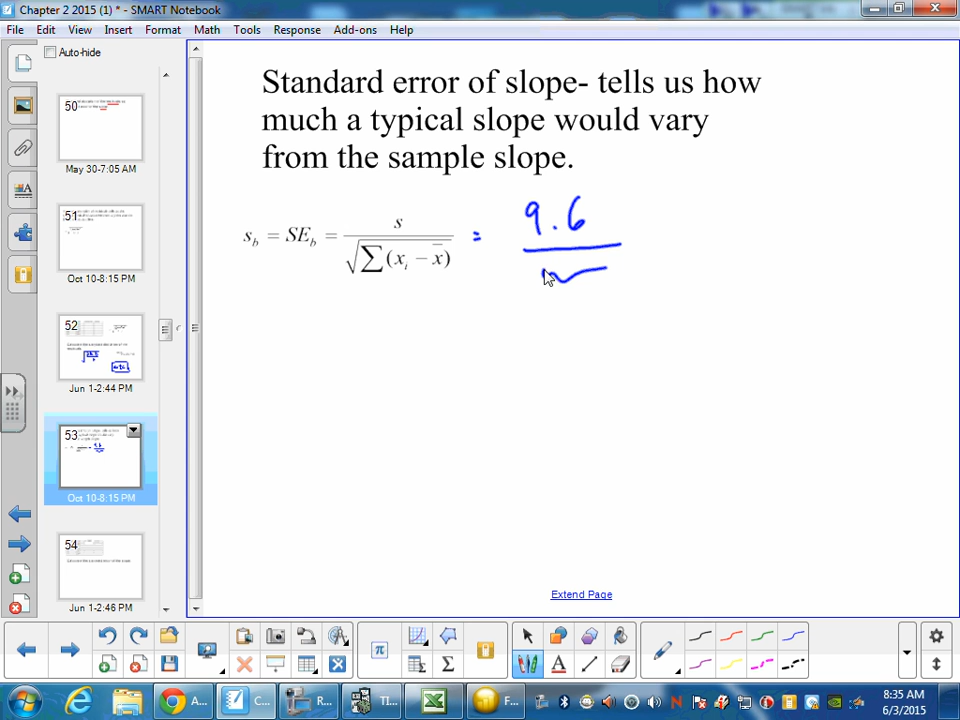 Chapter 2 2015 (1) * - SMART Notebook
File Edit View Insert Format Math Tools Response Add-ons Help
Auto-hide
50
May 30-7:05 AM
51
Oct 10-8:15 PM
52
Jun 1-2:44 PM
53
Oct 10-8:15 PM
54
Jun 1-2:46 PM
Standard error of slope- tells us how
much a typical slope would vary
from the sample slope.
s_b = SE_b = s / √∑(x_i − x̄) = 9.6 / √
Extend Page
A...
C...
R...
TI...
F...
8:35 AM
6/3/2015